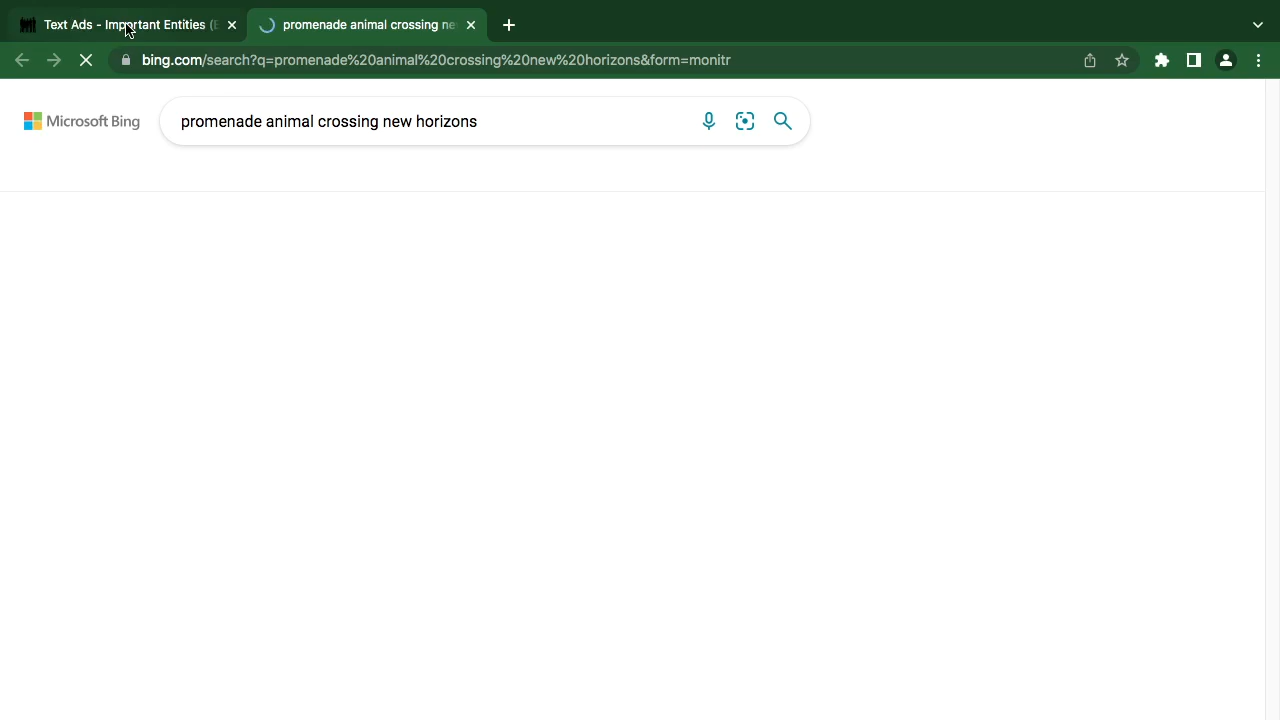 Text Ads - Important Entities (
promenade animal crossing ne
bing.com/search?q=promenade%20animal%20crossing%20new%20horizons&form=monitr
Microsoft Bing
promenade animal crossing new horizons